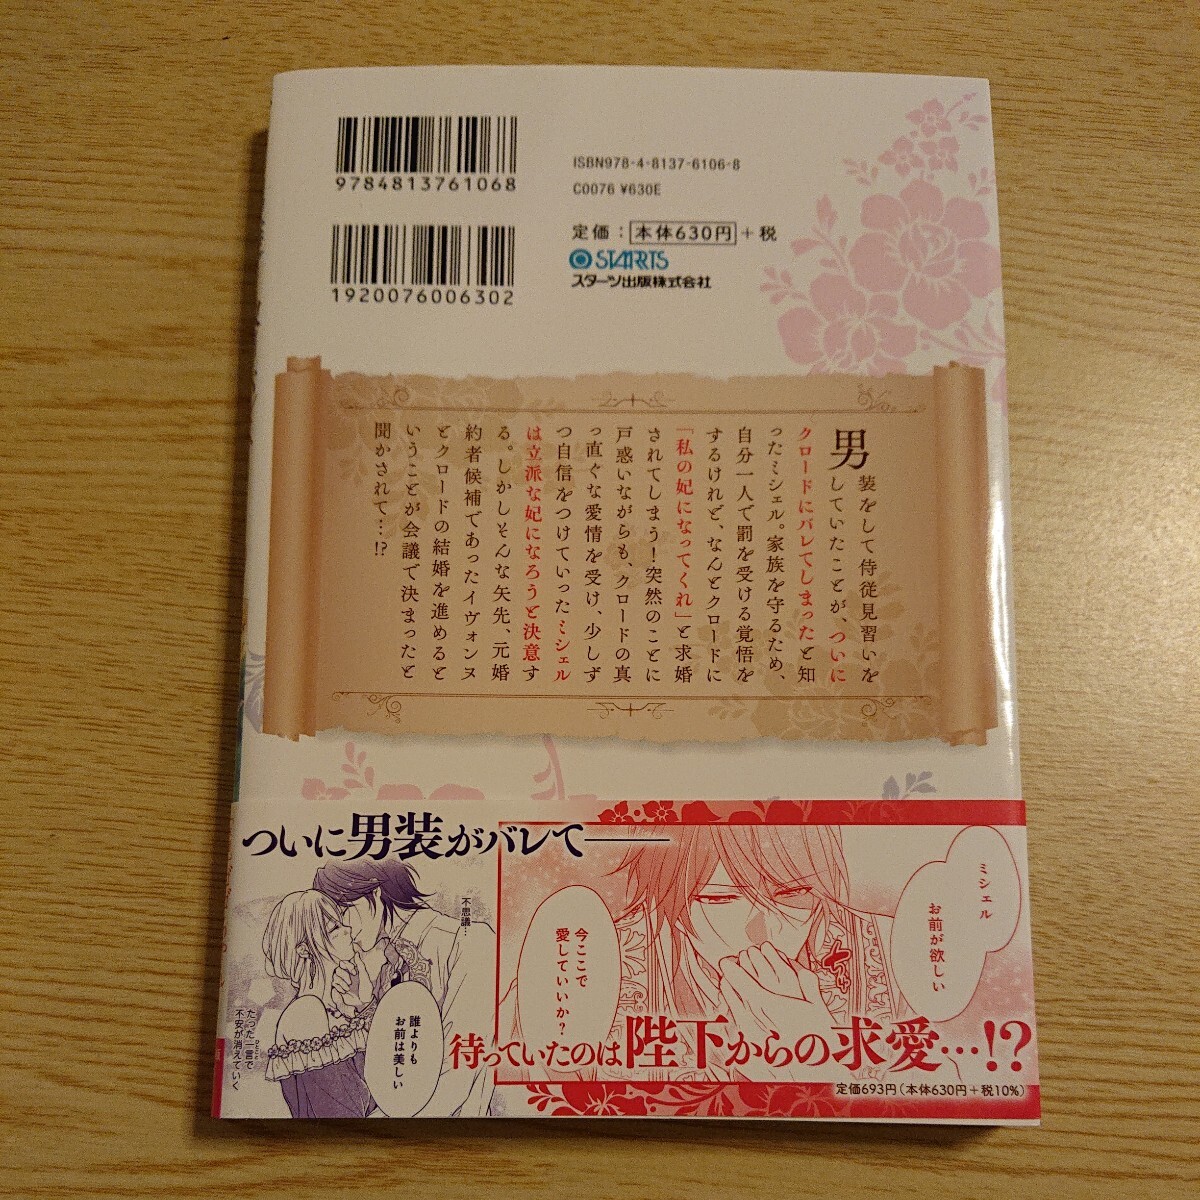 9784813761068
ISBN978-4-8137-6106-8
C0076 ¥630E
1920076006302
定価：本体630円＋税
STARTS
スターツ出版株式会社
男装をして侍従見習いを
していたことが、ついに
クロードにバレてしまったと知
ったミシェル。家族を守るため、
自分一人で罰を受ける覚悟を
するけれど、なんとクロードに
「私の妃になってくれ」と求婚
されてしまう！突然のことに
戸惑いながらも、クロードの真
っ直ぐな愛情を受け、少しず
つ自信をつけていったミシェル
は立派な妃になろうと決意す
る。しかしそんな矢先、元婚
約者候補であったイヴォンヌ
とクロードの結婚を進めると
いうことが会議で決まったと
聞かされて…!?
ついに男装がバレて――
ミシェル
お前が欲しい
ちゅ
今ここで
愛していいか？
不思議…
誰よりも
お前は美しい
たった一言で
不安が消えていく
待っていたのは陛下からの求愛…!?
定価693円（本体630円＋税10%）